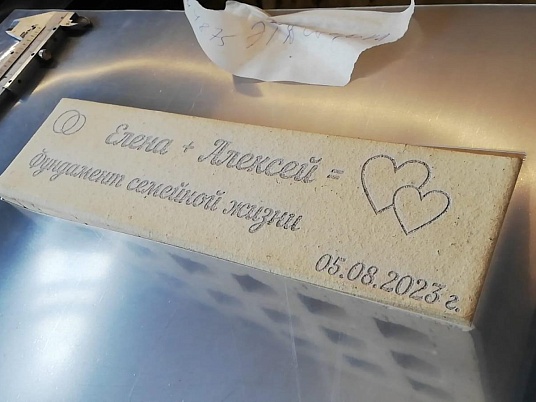 Елена + Алексей =
фундамент семейной жизни
05.08.2023 г.